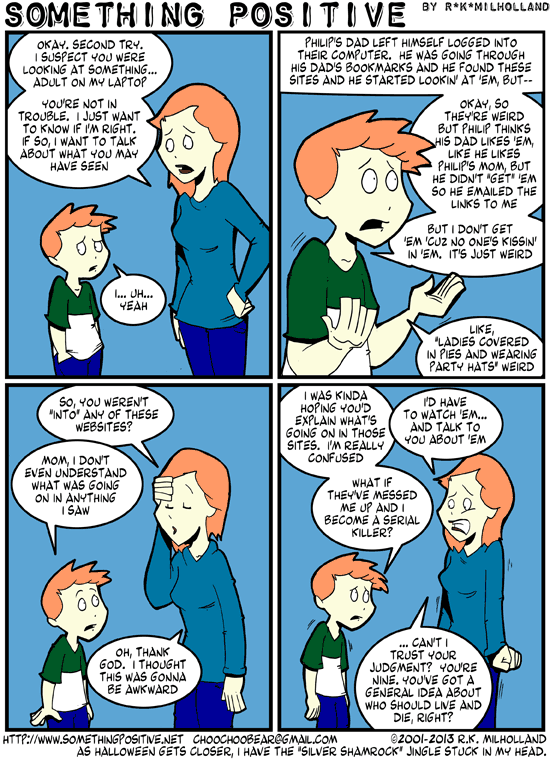 SOMETHING POSITIVE BY R*K*MILHOLLAND
OKAY. SECOND TRY.
I SUSPECT YOU WERE
LOOKING AT SOMETHING...
ADULT ON MY LAPTOP
YOU'RE NOT IN
TROUBLE. I JUST WANT
TO KNOW IF I'M RIGHT.
IF SO, I WANT TO TALK
ABOUT WHAT YOU MAY
HAVE SEEN
I... UH...
YEAH
PHILIP'S DAD LEFT HIMSELF LOGGED INTO
THEIR COMPUTER. HE WAS GOING THROUGH
HIS DAD'S BOOKMARKS AND HE FOUND THESE
SITES AND HE STARTED LOOKIN' AT 'EM, BUT--
OKAY, SO
THEY'RE WEIRD
BUT PHILIP THINKS
HIS DAD LIKES 'EM,
LIKE HE LIKES
PHILIP'S MOM, BUT
HE DIDN'T "GET" 'EM
SO HE EMAILED THE
LINKS TO ME
BUT I DON'T GET
'EM 'CUZ NO ONE'S KISSIN'
IN 'EM. IT'S JUST WEIRD
LIKE,
"LADIES COVERED
IN PIES AND WEARING
PARTY HATS" WEIRD
SO, YOU WEREN'T
"INTO" ANY OF THESE
WEBSITES?
MOM, I DON'T
EVEN UNDERSTAND
WHAT WAS GOING
ON IN ANYTHING
I SAW
OH, THANK
GOD. I THOUGHT
THIS WAS GONNA
BE AWKWARD
I WAS KINDA
HOPING YOU'D
EXPLAIN WHAT'S
GOING ON IN THOSE
SITES. I'M REALLY
CONFUSED
I'D HAVE
TO WATCH 'EM...
AND TALK TO
YOU ABOUT 'EM
WHAT IF
THEY'VE MESSED
ME UP AND I
BECOME A SERIAL
KILLER?
... CAN'T I
TRUST YOUR
JUDGMENT? YOU'RE
NINE. YOU'VE GOT A
GENERAL IDEA ABOUT
WHO SHOULD LIVE AND
DIE, RIGHT?
HTTP://WWW.SOMETHINGPOSITIVE.NET CHOOCHOOBEAR@GMAIL.COM ©2001-2013 R.K. MILHOLLAND
AS HALLOWEEN GETS CLOSER, I HAVE THE "SILVER SHAMROCK" JINGLE STUCK IN MY HEAD.